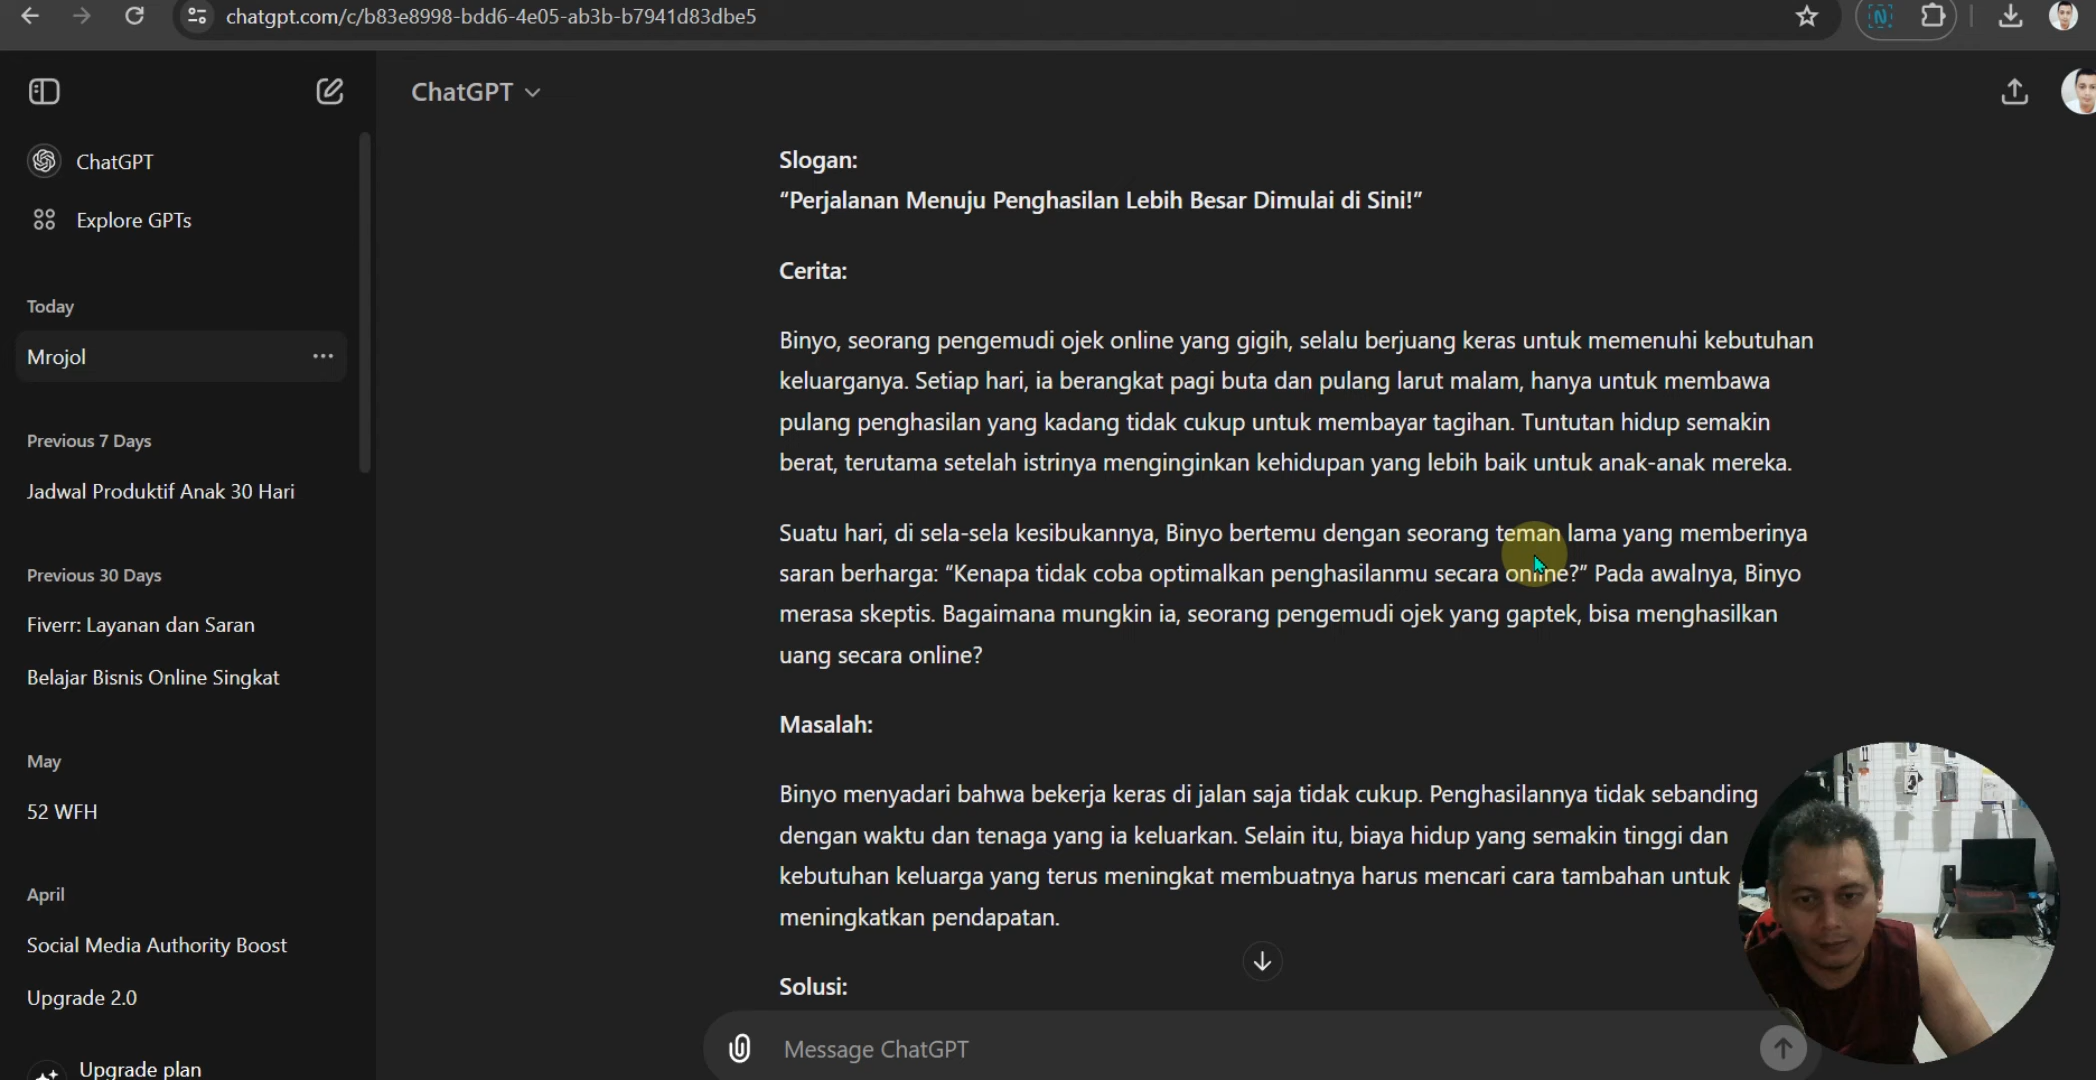 chatgpt.com/c/b83e8998-bdd6-4e05-ab3b-b7941d83dbe5
ChatGPT
ChatGPT
Explore GPTs
Today
Mrojol
Previous 7 Days
Jadwal Produktif Anak 30 Hari
Previous 30 Days
Fiverr: Layanan dan Saran
Belajar Bisnis Online Singkat
May
52 WFH
April
Social Media Authority Boost
Upgrade 2.0
Upgrade plan
Slogan:
“Perjalanan Menuju Penghasilan Lebih Besar Dimulai di Sini!”
Cerita:
Binyo, seorang pengemudi ojek online yang gigih, selalu berjuang keras untuk memenuhi kebutuhan
keluarganya. Setiap hari, ia berangkat pagi buta dan pulang larut malam, hanya untuk membawa
pulang penghasilan yang kadang tidak cukup untuk membayar tagihan. Tuntutan hidup semakin
berat, terutama setelah istrinya menginginkan kehidupan yang lebih baik untuk anak-anak mereka.
Suatu hari, di sela-sela kesibukannya, Binyo bertemu dengan seorang teman lama yang memberinya
saran berharga: “Kenapa tidak coba optimalkan penghasilanmu secara online?” Pada awalnya, Binyo
merasa skeptis. Bagaimana mungkin ia, seorang pengemudi ojek yang gaptek, bisa menghasilkan
uang secara online?
Masalah:
Binyo menyadari bahwa bekerja keras di jalan saja tidak cukup. Penghasilannya tidak sebanding
dengan waktu dan tenaga yang ia keluarkan. Selain itu, biaya hidup yang semakin tinggi dan
kebutuhan keluarga yang terus meningkat membuatnya harus mencari cara tambahan untuk
meningkatkan pendapatan.
Solusi:
Message ChatGPT